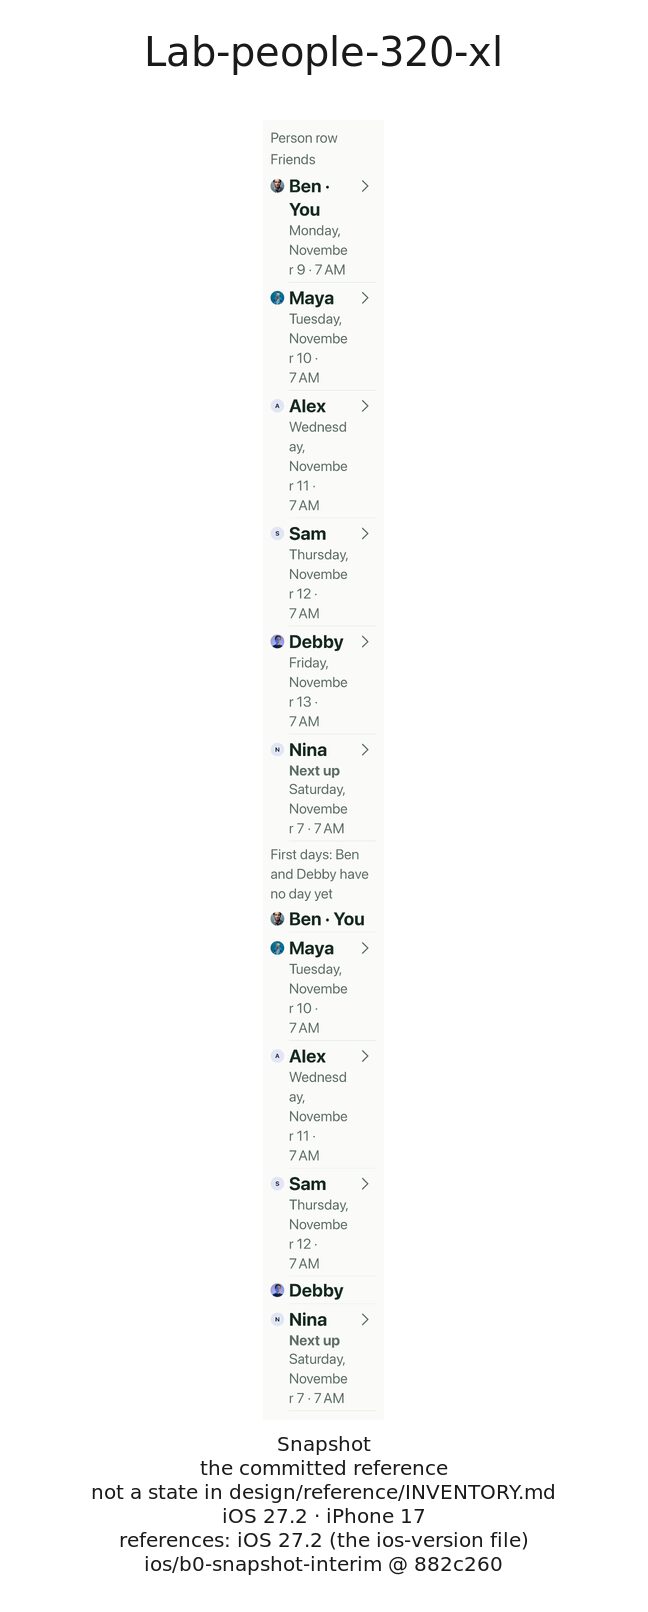 Lab-people-320-xl
Person row
Friends
Ben ·
You
Monday,
Novembe
r 9 · 7 AM
Maya
Tuesday,
Novembe
r 10 ·
7 AM
A
Alex
Wednesd
ay,
Novembe
r 11 ·
7 AM
S
Sam
Thursday,
Novembe
r 12 ·
7 AM
Debby
Friday,
Novembe
r 13 ·
7 AM
N
Nina
Next up
Saturday,
Novembe
r 7 · 7 AM
First days: Ben
and Debby have
no day yet
Ben · You
Maya
Tuesday,
Novembe
r 10 ·
7 AM
A
Alex
Wednesd
ay,
Novembe
r 11 ·
7 AM
S
Sam
Thursday,
Novembe
r 12 ·
7 AM
Debby
N
Nina
Next up
Saturday,
Novembe
r 7 · 7 AM
Snapshot
the committed reference
not a state in design/reference/INVENTORY.md
iOS 27.2 · iPhone 17
references: iOS 27.2 (the ios-version file)
ios/b0-snapshot-interim @ 882c260